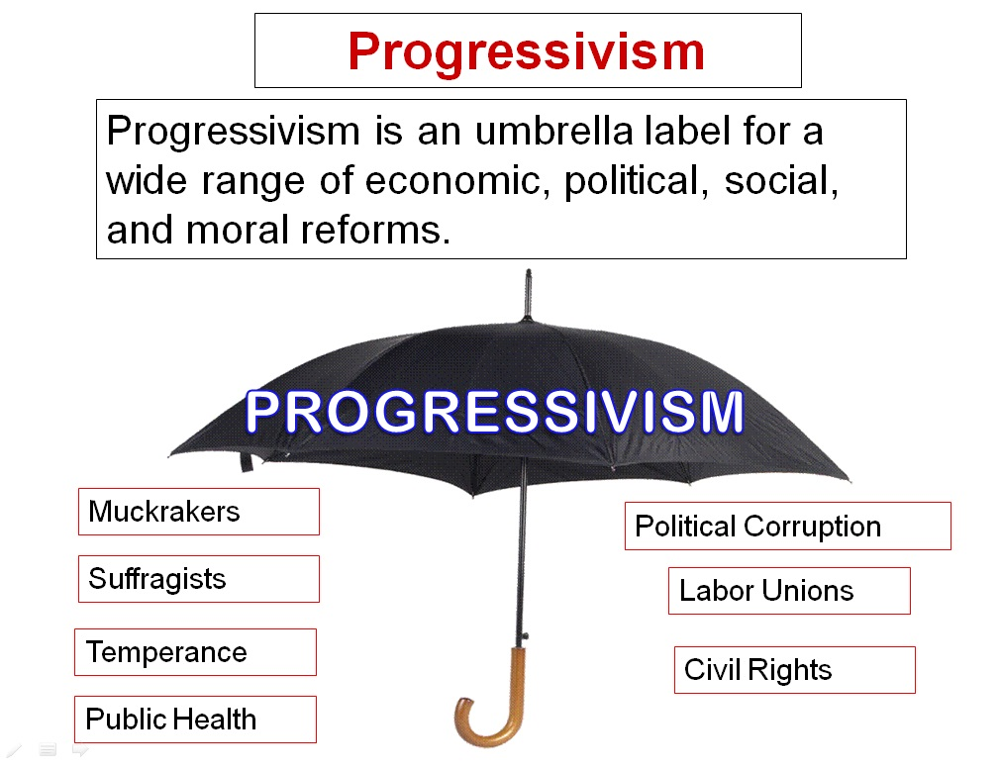 Progressivism
Progressivism is an umbrella label for a
wide range of economic, political, social,
and moral reforms.
PROGRESSIVISM
Muckrakers
Suffragists
Temperance
Public Health
Political Corruption
Labor Unions
Civil Rights